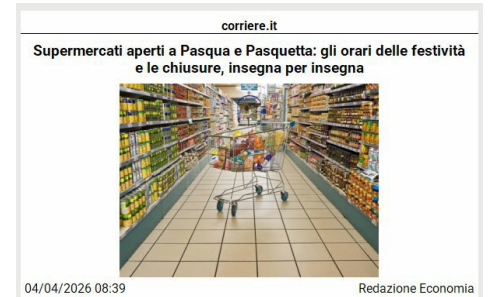 corriere.it
Supermercati aperti a Pasqua e Pasquetta: gli orari delle festività
e le chiusure, insegna per insegna
04/04/2026 08:39
Redazione Economia